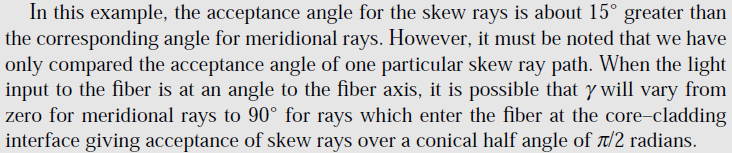 In this example, the acceptance angle for the skew rays is about 15° greater than
the corresponding angle for meridional rays. However, it must be noted that we have
only compared the acceptance angle of one particular skew ray path. When the light
input to the fiber is at an angle to the fiber axis, it is possible that γ will vary from
zero for meridional rays to 90° for rays which enter the fiber at the core–cladding
interface giving acceptance of skew rays over a conical half angle of π/2 radians.